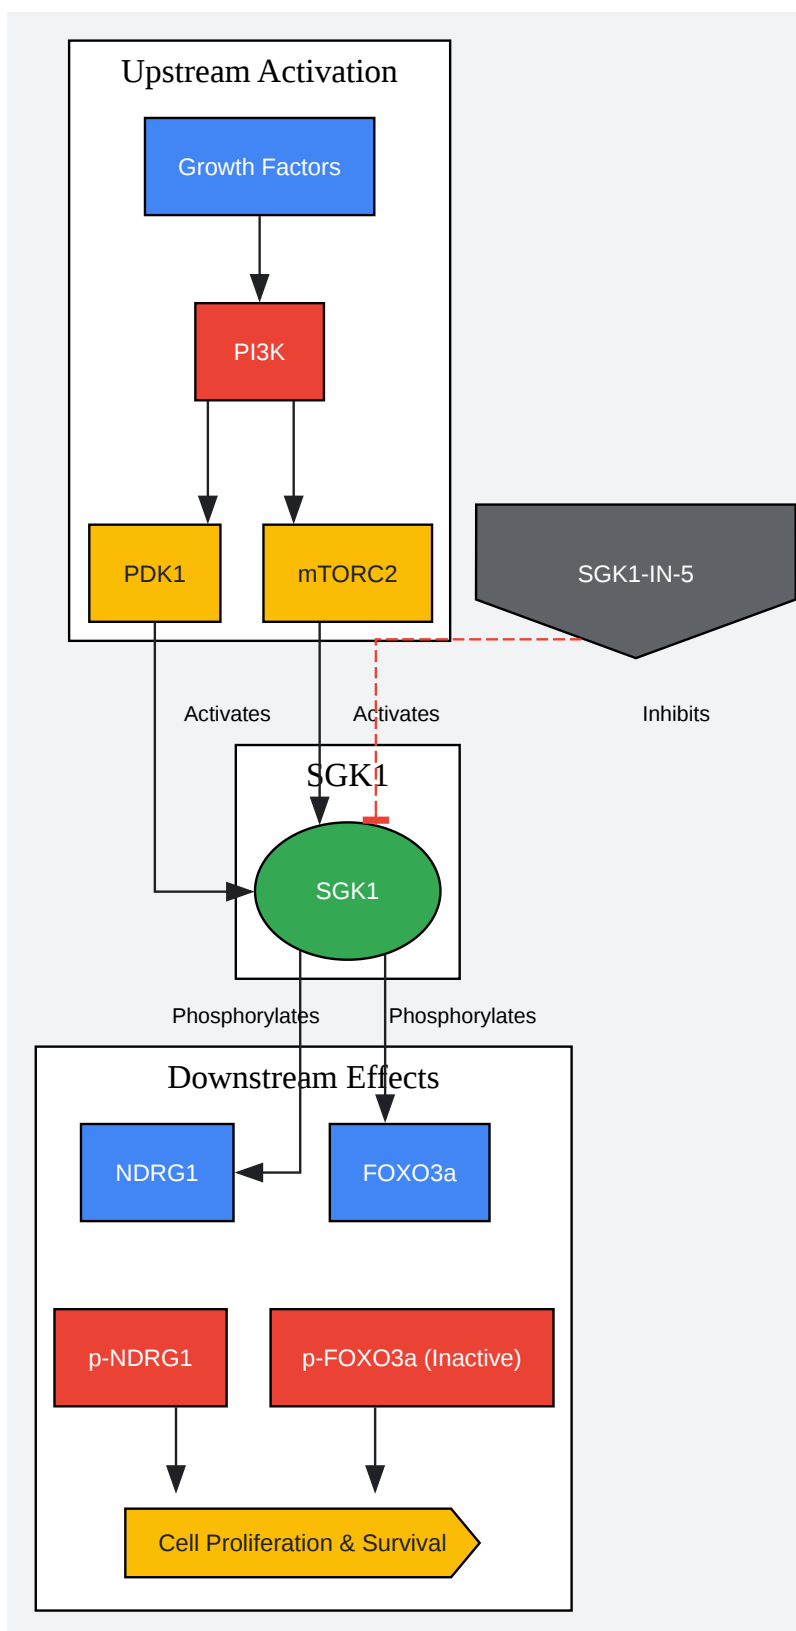 Upstream Activation
Growth Factors
PI3K
PDK1
mTORC2
SGK1-IN-5
Activates
Activates
Inhibits
SGK1
SGK1
Phosphorylates
Phosphorylates
Downstream Effects
NDRG1
FOXO3a
p-NDRG1
p-FOXO3a (Inactive)
Cell Proliferation & Survival